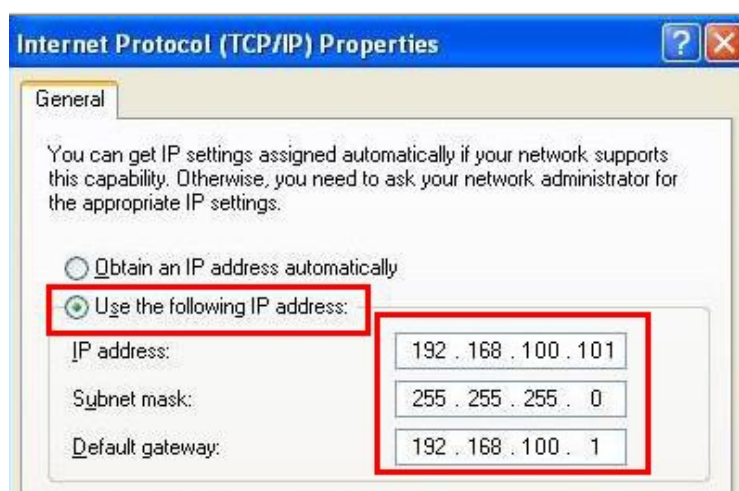 Internet Protocol (TCP/IP) Properties
General
You can get IP settings assigned automatically if your network supports
this capability. Otherwise, you need to ask your network administrator for
the appropriate IP settings.
Obtain an IP address automatically
Use the following IP address:
IP address: 192 . 168 . 100 . 101
Subnet mask: 255 . 255 . 255 . 0
Default gateway: 192 . 168 . 100 . 1